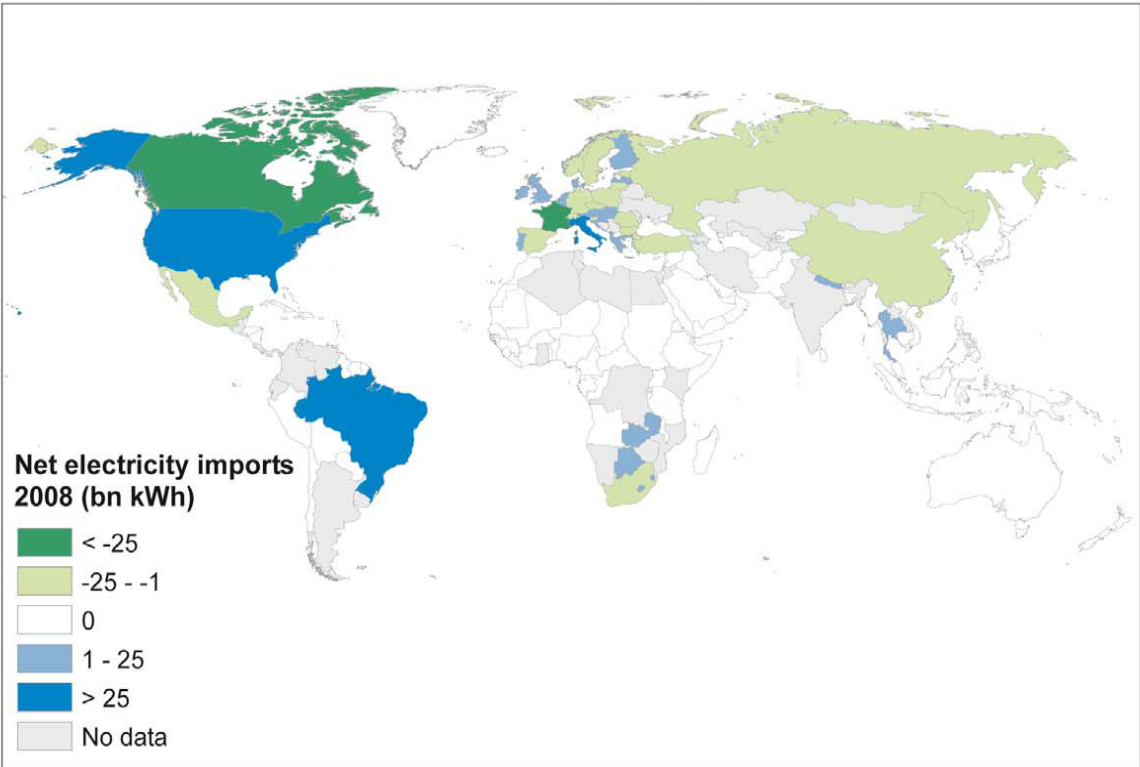 Net electricity imports
2008 (bn kWh)
< -25
-25 - -1
0
1 - 25
> 25
No data